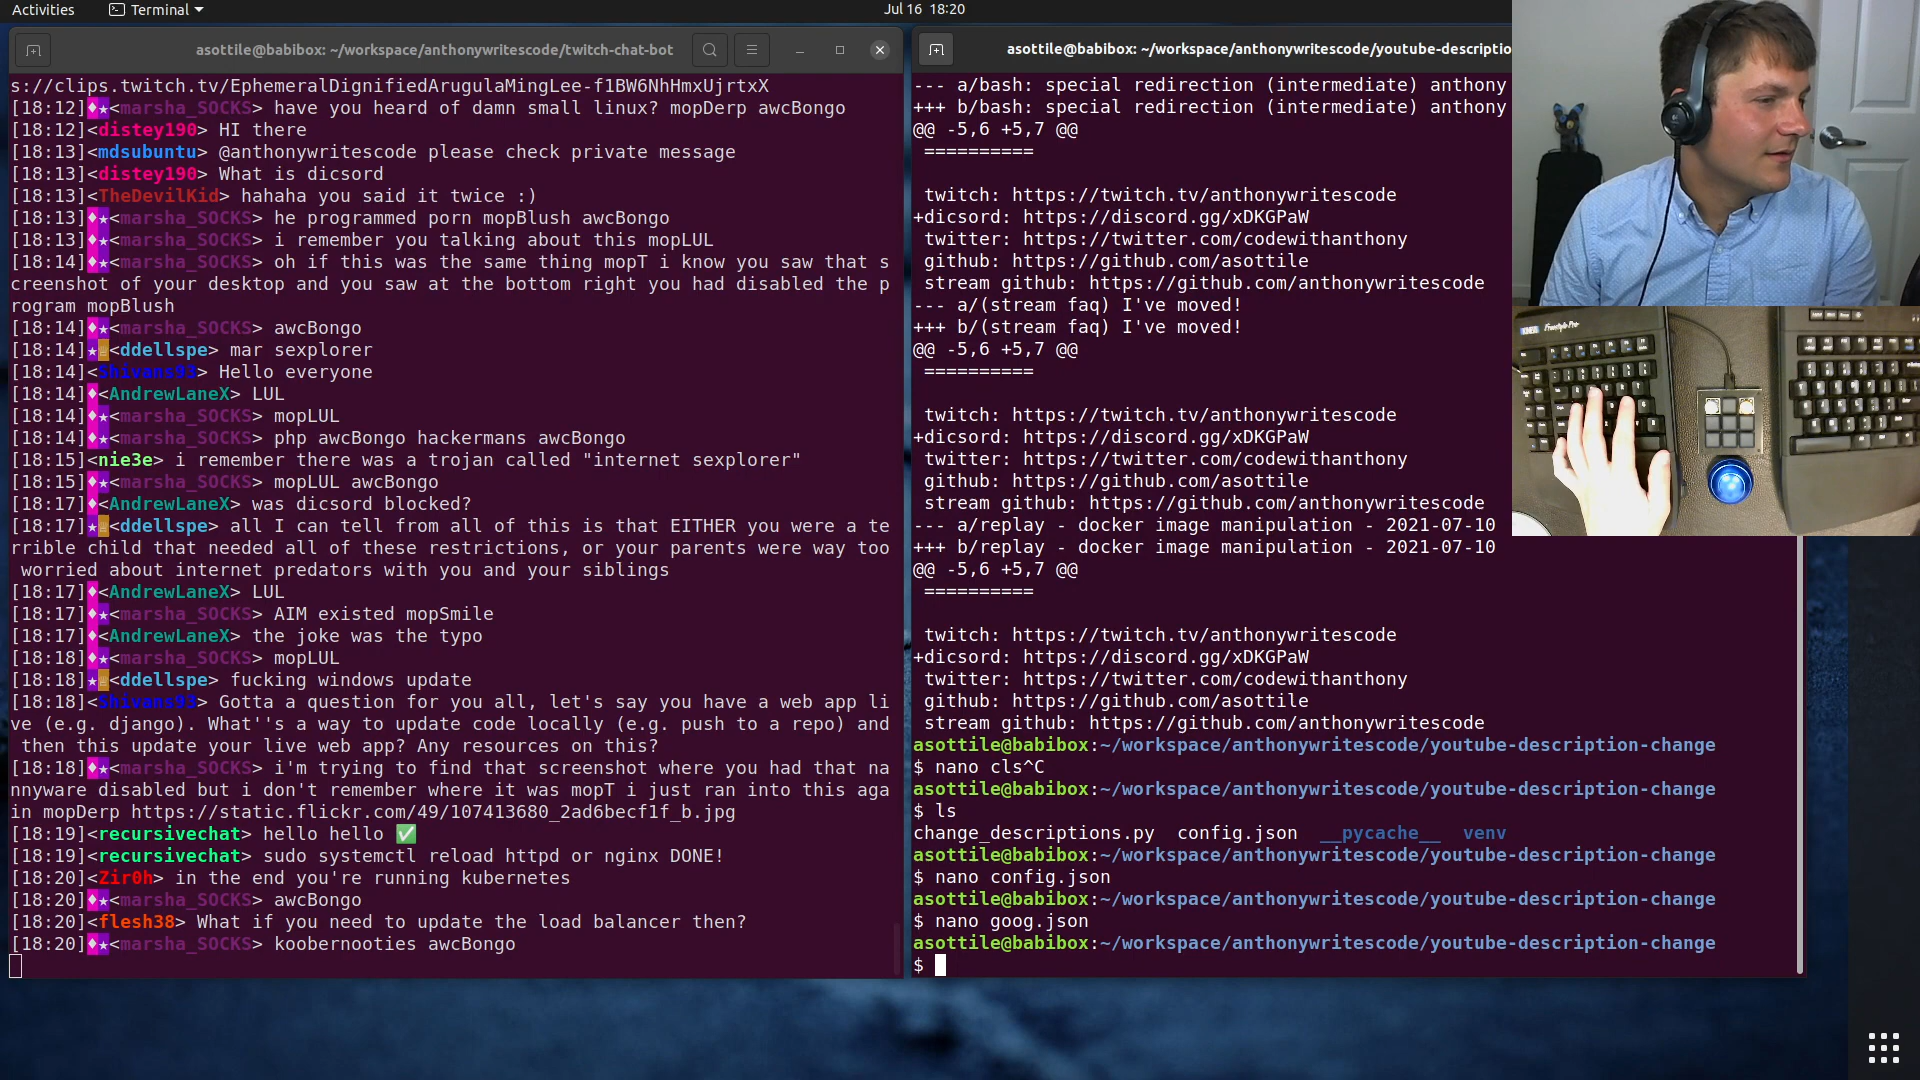 Activities
Terminal
Jul 16 18:20
asottile@babibox: ~/workspace/anthonywritescode/twitch-chat-bot
s://clips.twitch.tv/EphemeralDignifiedArugulaMingLee-f1BW6NhHmxUjrtxX
[18:12]♦★<marsha_SOCKS> have you heard of damn small linux? mopDerp awcBongo
[18:12]<distey190> HI there
[18:13]<mdsubuntu> @anthonywritescode please check private message
[18:13]<distey190> What is dicsord
[18:13]<TheDevilKid> hahaha you said it twice :)
[18:13]♦★<marsha_SOCKS> he programmed porn mopBlush awcBongo
[18:13]♦★<marsha_SOCKS> i remember you talking about this mopLUL
[18:14]♦★<marsha_SOCKS> oh if this was the same thing mopT i know you saw that s
creenshot of your desktop and you saw at the bottom right you had disabled the p
rogram mopBlush
[18:14]♦★<marsha_SOCKS> awcBongo
[18:14]★<ddellspe> mar sexplorer
[18:14]<Shivans93> Hello everyone
[18:14]♦<AndrewLaneX> LUL
[18:14]♦★<marsha_SOCKS> mopLUL
[18:14]♦★<marsha_SOCKS> php awcBongo hackermans awcBongo
[18:15]<nie3e> i remember there was a trojan called "internet sexplorer"
[18:15]♦★<marsha_SOCKS> mopLUL awcBongo
[18:17]♦<AndrewLaneX> was dicsord blocked?
[18:17]★<ddellspe> all I can tell from all of this is that EITHER you were a te
rrible child that needed all of these restrictions, or your parents were way too
 worried about internet predators with you and your siblings
[18:17]♦<AndrewLaneX> LUL
[18:17]♦★<marsha_SOCKS> AIM existed mopSmile
[18:17]♦<AndrewLaneX> the joke was the typo
[18:18]♦★<marsha_SOCKS> mopLUL
[18:18]★<ddellspe> fucking windows update
[18:18]<Shivans93> Gotta a question for you all, let's say you have a web app li
ve (e.g. django). What''s a way to update code locally (e.g. push to a repo) and
 then this update your live web app? Any resources on this?
[18:18]♦★<marsha_SOCKS> i'm trying to find that screenshot where you had that na
nnyware disabled but i don't remember where it was mopT i just ran into this aga
in mopDerp https://static.flickr.com/49/107413680_2ad6becf1f_b.jpg
[18:19]<recursivechat> hello hello ✅
[18:19]<recursivechat> sudo systemctl reload httpd or nginx DONE!
[18:20]<Zir0h> in the end you're running kubernetes
[18:20]♦★<marsha_SOCKS> awcBongo
[18:20]<flesh38> What if you need to update the load balancer then?
[18:20]♦★<marsha_SOCKS> koobernooties awcBongo
asottile@babibox: ~/workspace/anthonywritescode/youtube-descriptio
--- a/bash: special redirection (intermediate) anthony
+++ b/bash: special redirection (intermediate) anthony
@@ -5,6 +5,7 @@
 ==========
 twitch: https://twitch.tv/anthonywritescode
+dicsord: https://discord.gg/xDKGPaW
 twitter: https://twitter.com/codewithanthony
 github: https://github.com/asottile
 stream github: https://github.com/anthonywritescode
--- a/(stream faq) I've moved!
+++ b/(stream faq) I've moved!
@@ -5,6 +5,7 @@
 ==========
 twitch: https://twitch.tv/anthonywritescode
+dicsord: https://discord.gg/xDKGPaW
 twitter: https://twitter.com/codewithanthony
 github: https://github.com/asottile
 stream github: https://github.com/anthonywritescode
--- a/replay - docker image manipulation - 2021-07-10
+++ b/replay - docker image manipulation - 2021-07-10
@@ -5,6 +5,7 @@
 ==========
 twitch: https://twitch.tv/anthonywritescode
+dicsord: https://discord.gg/xDKGPaW
 twitter: https://twitter.com/codewithanthony
 github: https://github.com/asottile
 stream github: https://github.com/anthonywritescode
asottile@babibox:~/workspace/anthonywritescode/youtube-description-change
$ nano cls^C
asottile@babibox:~/workspace/anthonywritescode/youtube-description-change
$ ls
change_descriptions.py  config.json  __pycache__  venv
asottile@babibox:~/workspace/anthonywritescode/youtube-description-change
$ nano config.json
asottile@babibox:~/workspace/anthonywritescode/youtube-description-change
$ nano goog.json
asottile@babibox:~/workspace/anthonywritescode/youtube-description-change
$
Freestyle Pro